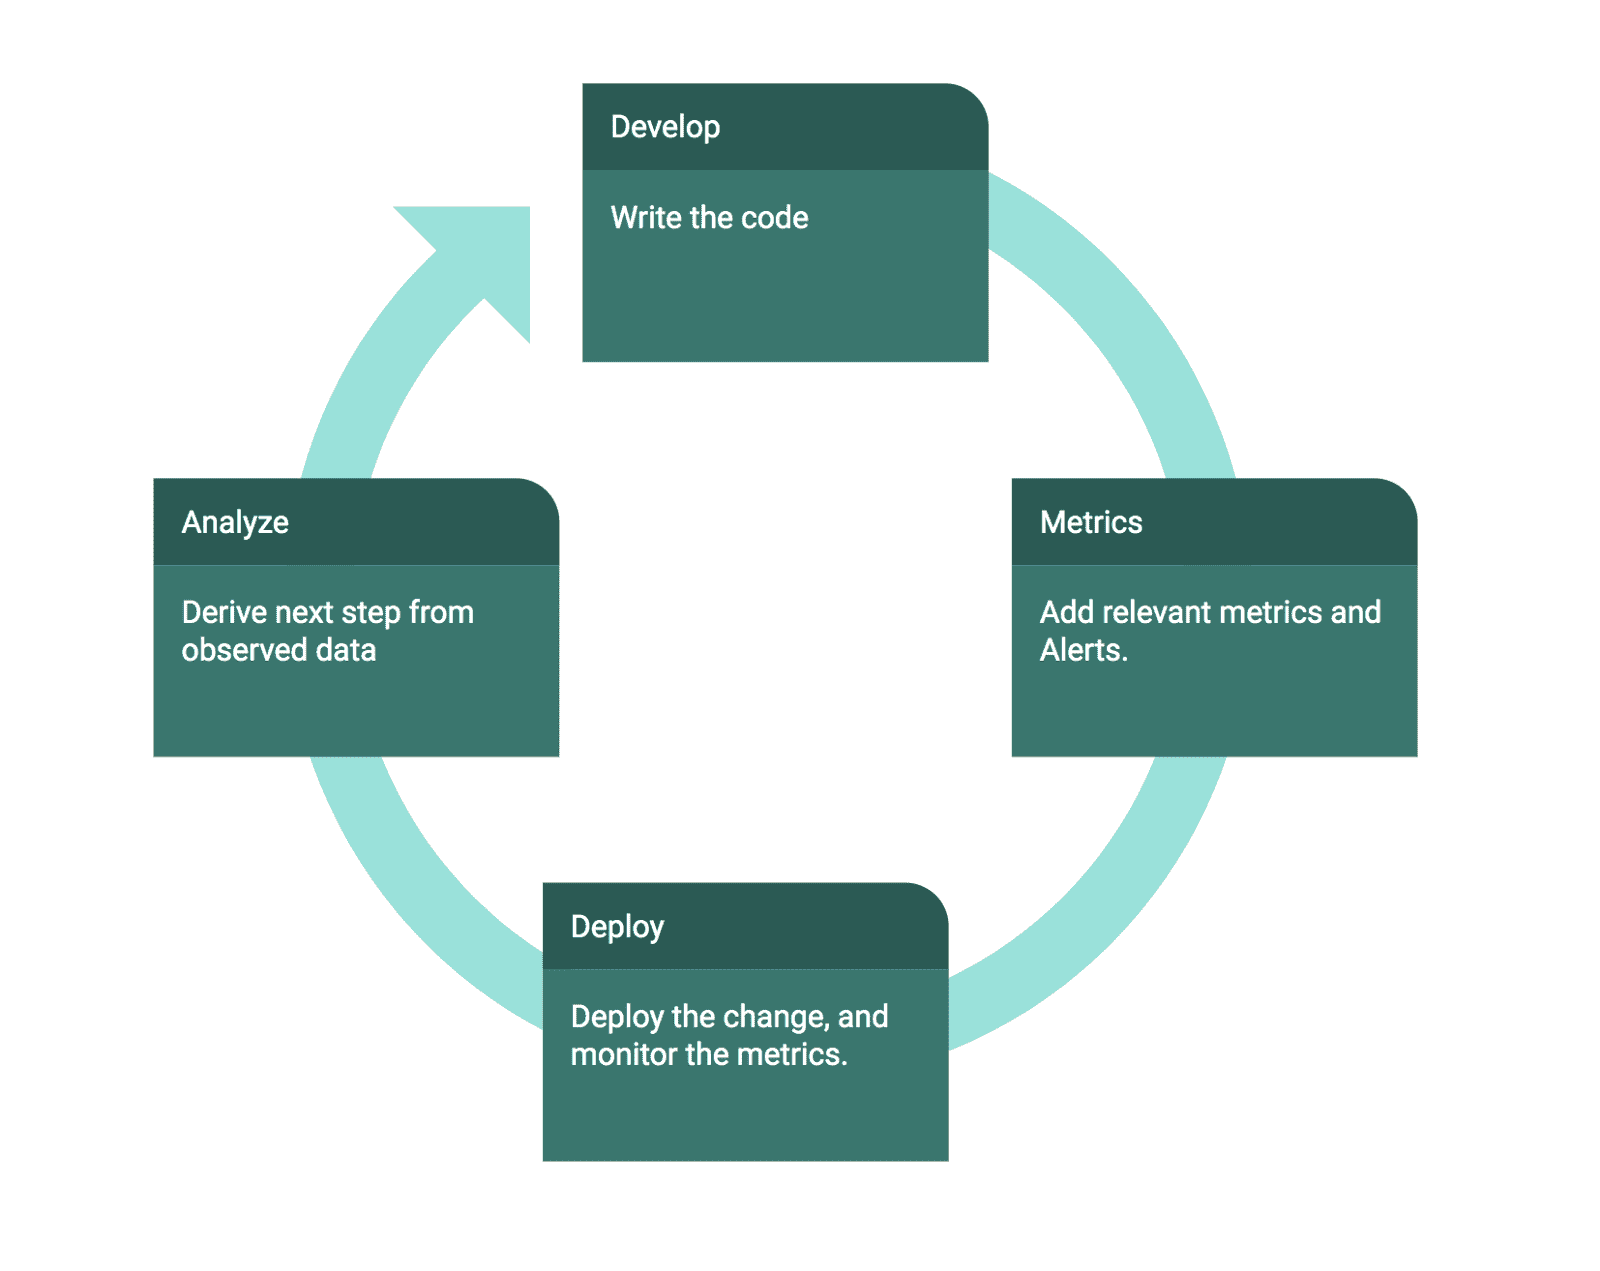 Develop
Write the code
Analyze
Derive next step from
observed data
Metrics
Add relevant metrics and
Alerts.
Deploy
Deploy the change, and
monitor the metrics.